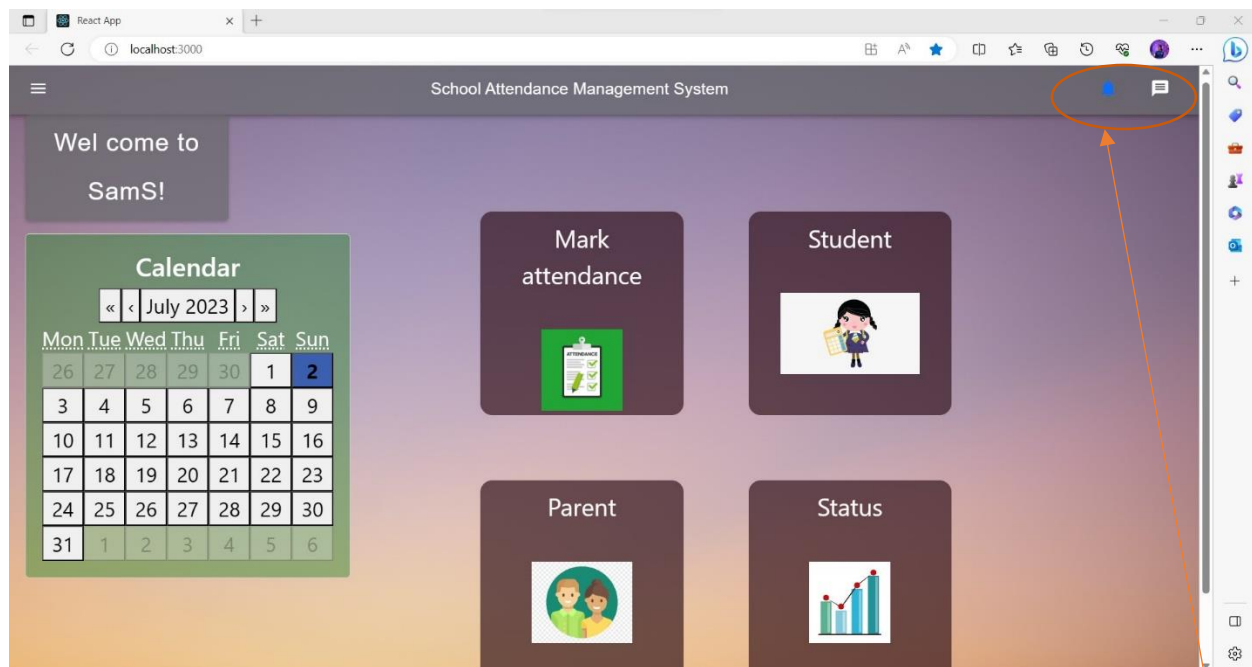 React App
localhost:3000
School Attendance Management System
Wel come to
SamS!
Calendar
« ‹ July 2023 › »
Mon Tue Wed Thu Fri Sat Sun
26 27 28 29 30 1 2
3 4 5 6 7 8 9
10 11 12 13 14 15 16
17 18 19 20 21 22 23
24 25 26 27 28 29 30
31 1 2 3 4 5 6
Mark
attendance
ATTENDANCE
Student
Parent
Status